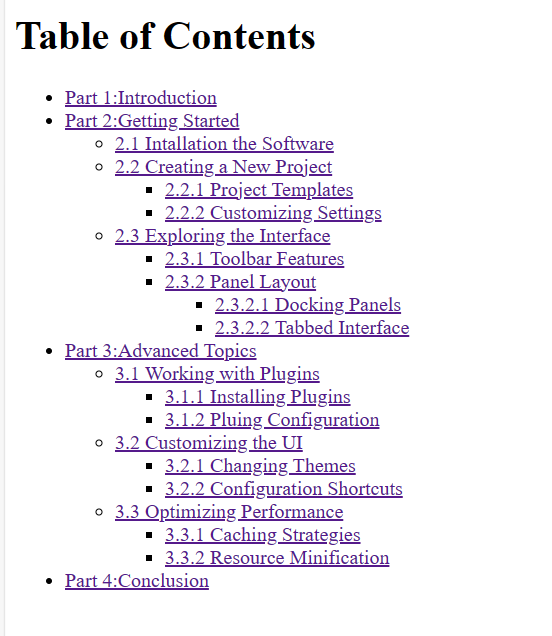 Table of Contents
Part 1:Introduction
Part 2:Getting Started
2.1 Intallation the Software
2.2 Creating a New Project
2.2.1 Project Templates
2.2.2 Customizing Settings
2.3 Exploring the Interface
2.3.1 Toolbar Features
2.3.2 Panel Layout
2.3.2.1 Docking Panels
2.3.2.2 Tabbed Interface
Part 3:Advanced Topics
3.1 Working with Plugins
3.1.1 Installing Plugins
3.1.2 Pluing Configuration
3.2 Customizing the UI
3.2.1 Changing Themes
3.2.2 Configuration Shortcuts
3.3 Optimizing Performance
3.3.1 Caching Strategies
3.3.2 Resource Minification
Part 4:Conclusion